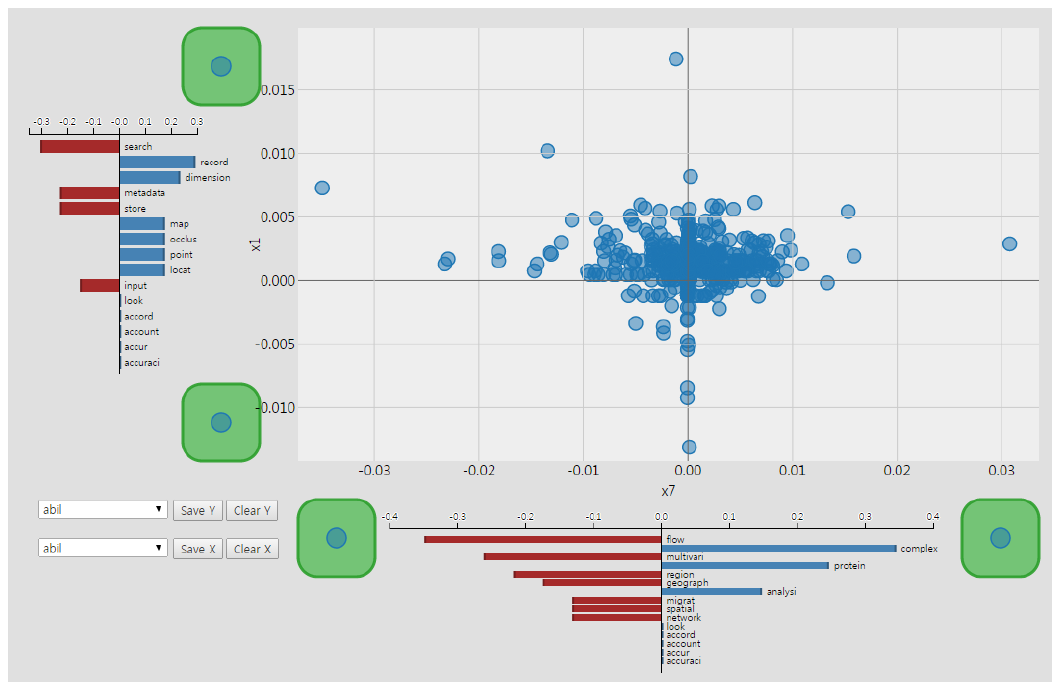 0.015
0.010
0.005
0.000
-0.005
-0.010
x1
-0.3 -0.2 -0.1 -0.0 0.1 0.2 0.3
search
record
dimension
metadata
store
map
occlus
point
locat
input
look
accord
account
accur
accuraci
-0.03 -0.02 -0.01 0.00 0.01 0.02 0.03
x7
abil Save Y Clear Y
abil Save X Clear X
-0.4 -0.3 -0.2 -0.1 0.0 0.1 0.2 0.3 0.4
flow
complex
multivari
protein
region
geograph
analysi
migrat
spatial
network
look
accord
account
accur
accuraci